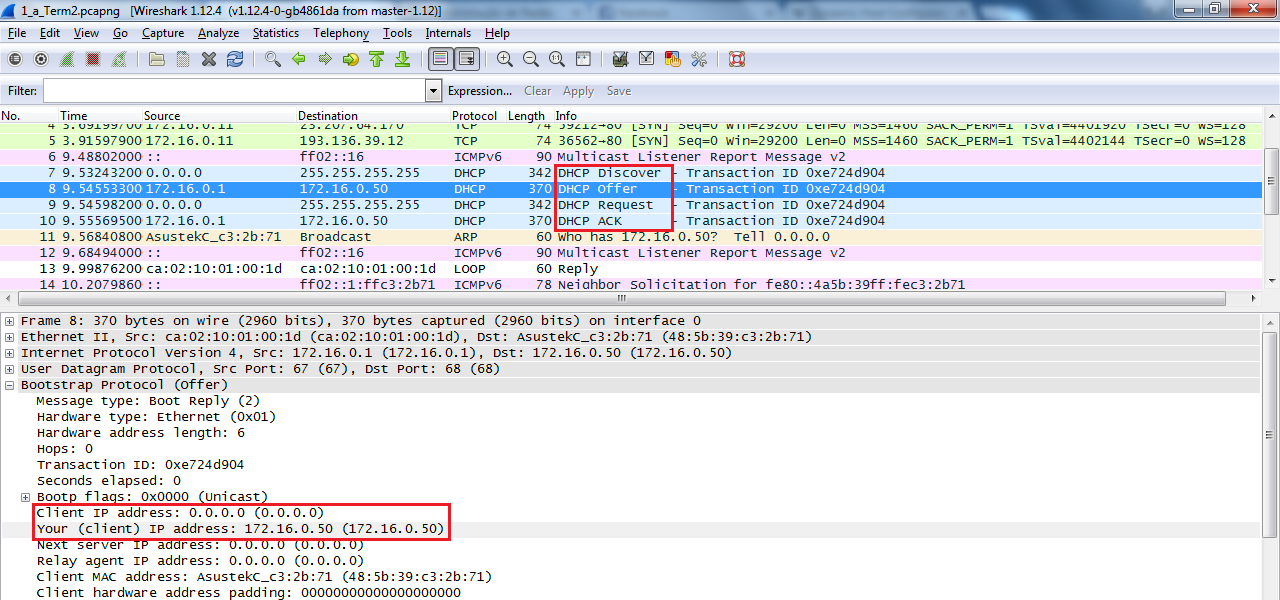 1_a_Term2.pcapng [Wireshark 1.12.4 (v1.12.4-0-gb4861da from master-1.12)]
File Edit View Go Capture Analyze Statistics Telephony Tools Internals Help
Filter: Expression... Clear Apply Save
No. Time Source Destination Protocol Length Info
4 3.69199700 172.16.0.11 23.207.64.170 TCP 74 39212→80 [SYN] Seq=0 Win=29200 Len=0 MSS=1460 SACK_PERM=1 TSval=4401920 TSecr=0 WS=128
5 3.91597900 172.16.0.11 193.136.39.12 TCP 74 36562→80 [SYN] Seq=0 Win=29200 Len=0 MSS=1460 SACK_PERM=1 TSval=4402144 TSecr=0 WS=128
6 9.48802000 :: ff02::16 ICMPv6 90 Multicast Listener Report Message v2
7 9.53243200 0.0.0.0 255.255.255.255 DHCP 342 DHCP Discover - Transaction ID 0xe724d904
8 9.54553300 172.16.0.1 172.16.0.50 DHCP 370 DHCP Offer - Transaction ID 0xe724d904
9 9.54598200 0.0.0.0 255.255.255.255 DHCP 342 DHCP Request - Transaction ID 0xe724d904
10 9.55569500 172.16.0.1 172.16.0.50 DHCP 370 DHCP ACK - Transaction ID 0xe724d904
11 9.56840800 AsustekC_c3:2b:71 Broadcast ARP 60 Who has 172.16.0.50? Tell 0.0.0.0
12 9.68494000 :: ff02::16 ICMPv6 90 Multicast Listener Report Message v2
13 9.99876200 ca:02:10:01:00:1d ca:02:10:01:00:1d LOOP 60 Reply
14 10.2079860 :: ff02::1:ffc3:2b71 ICMPv6 78 Neighbor Solicitation for fe80::4a5b:39ff:fec3:2b71
Frame 8: 370 bytes on wire (2960 bits), 370 bytes captured (2960 bits) on interface 0
Ethernet II, Src: ca:02:10:01:00:1d (ca:02:10:01:00:1d), Dst: AsustekC_c3:2b:71 (48:5b:39:c3:2b:71)
Internet Protocol Version 4, Src: 172.16.0.1 (172.16.0.1), Dst: 172.16.0.50 (172.16.0.50)
User Datagram Protocol, Src Port: 67 (67), Dst Port: 68 (68)
Bootstrap Protocol (Offer)
Message type: Boot Reply (2)
Hardware type: Ethernet (0x01)
Hardware address length: 6
Hops: 0
Transaction ID: 0xe724d904
Seconds elapsed: 0
Bootp flags: 0x0000 (Unicast)
Client IP address: 0.0.0.0 (0.0.0.0)
Your (client) IP address: 172.16.0.50 (172.16.0.50)
Next server IP address: 0.0.0.0 (0.0.0.0)
Relay agent IP address: 0.0.0.0 (0.0.0.0)
Client MAC address: AsustekC_c3:2b:71 (48:5b:39:c3:2b:71)
Client hardware address padding: 00000000000000000000